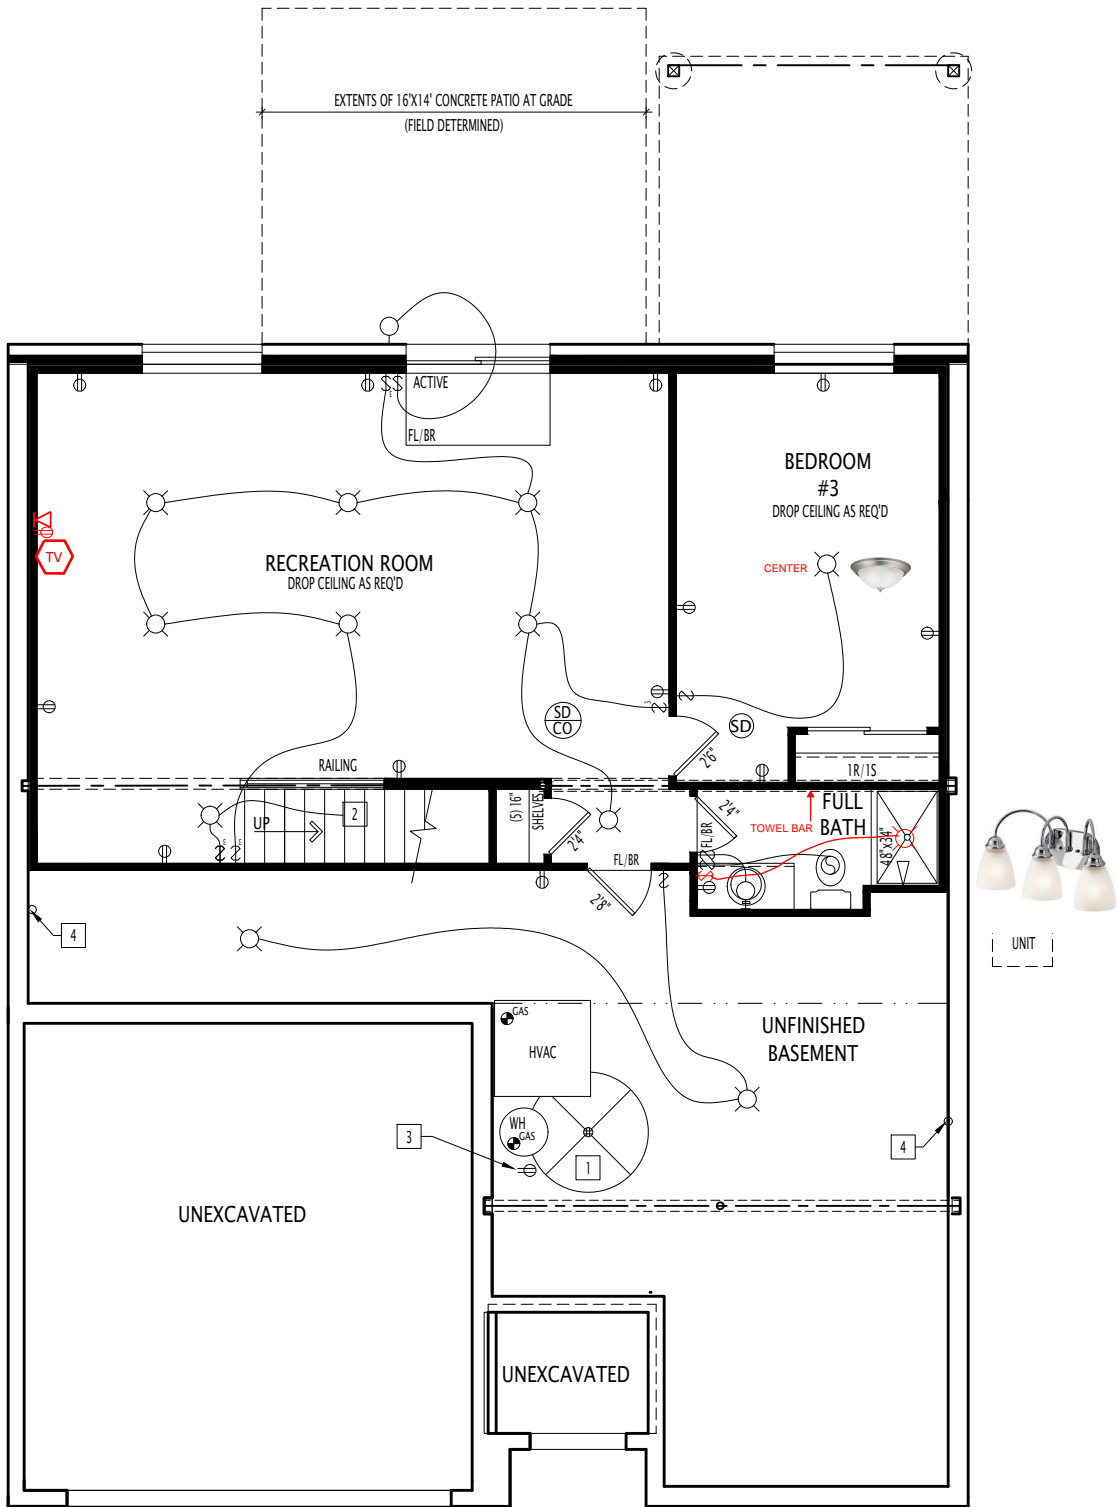 EXTENTS OF 16'X14' CONCRETE PATIO AT GRADE
(FIELD DETERMINED)
ACTIVE
FL/BR
E
BEDROOM
#3
DROP CEILING AS REQ'D
CENTER
TV
RECREATION ROOM
DROP CEILING AS REQ'D
3
SD
CO
SD
2'6"
1R/1S
RAILING
UP
2
E
E
(5) 16"
SHELVES
2'4"
FL/BR
2'8"
FL/BR
2'4"
TOWEL BAR
FULL
BATH
48"X34"
UNIT
4
GAS
HVAC
UNFINISHED
BASEMENT
WH
GAS
3
1
4
UNEXCAVATED
UNEXCAVATED